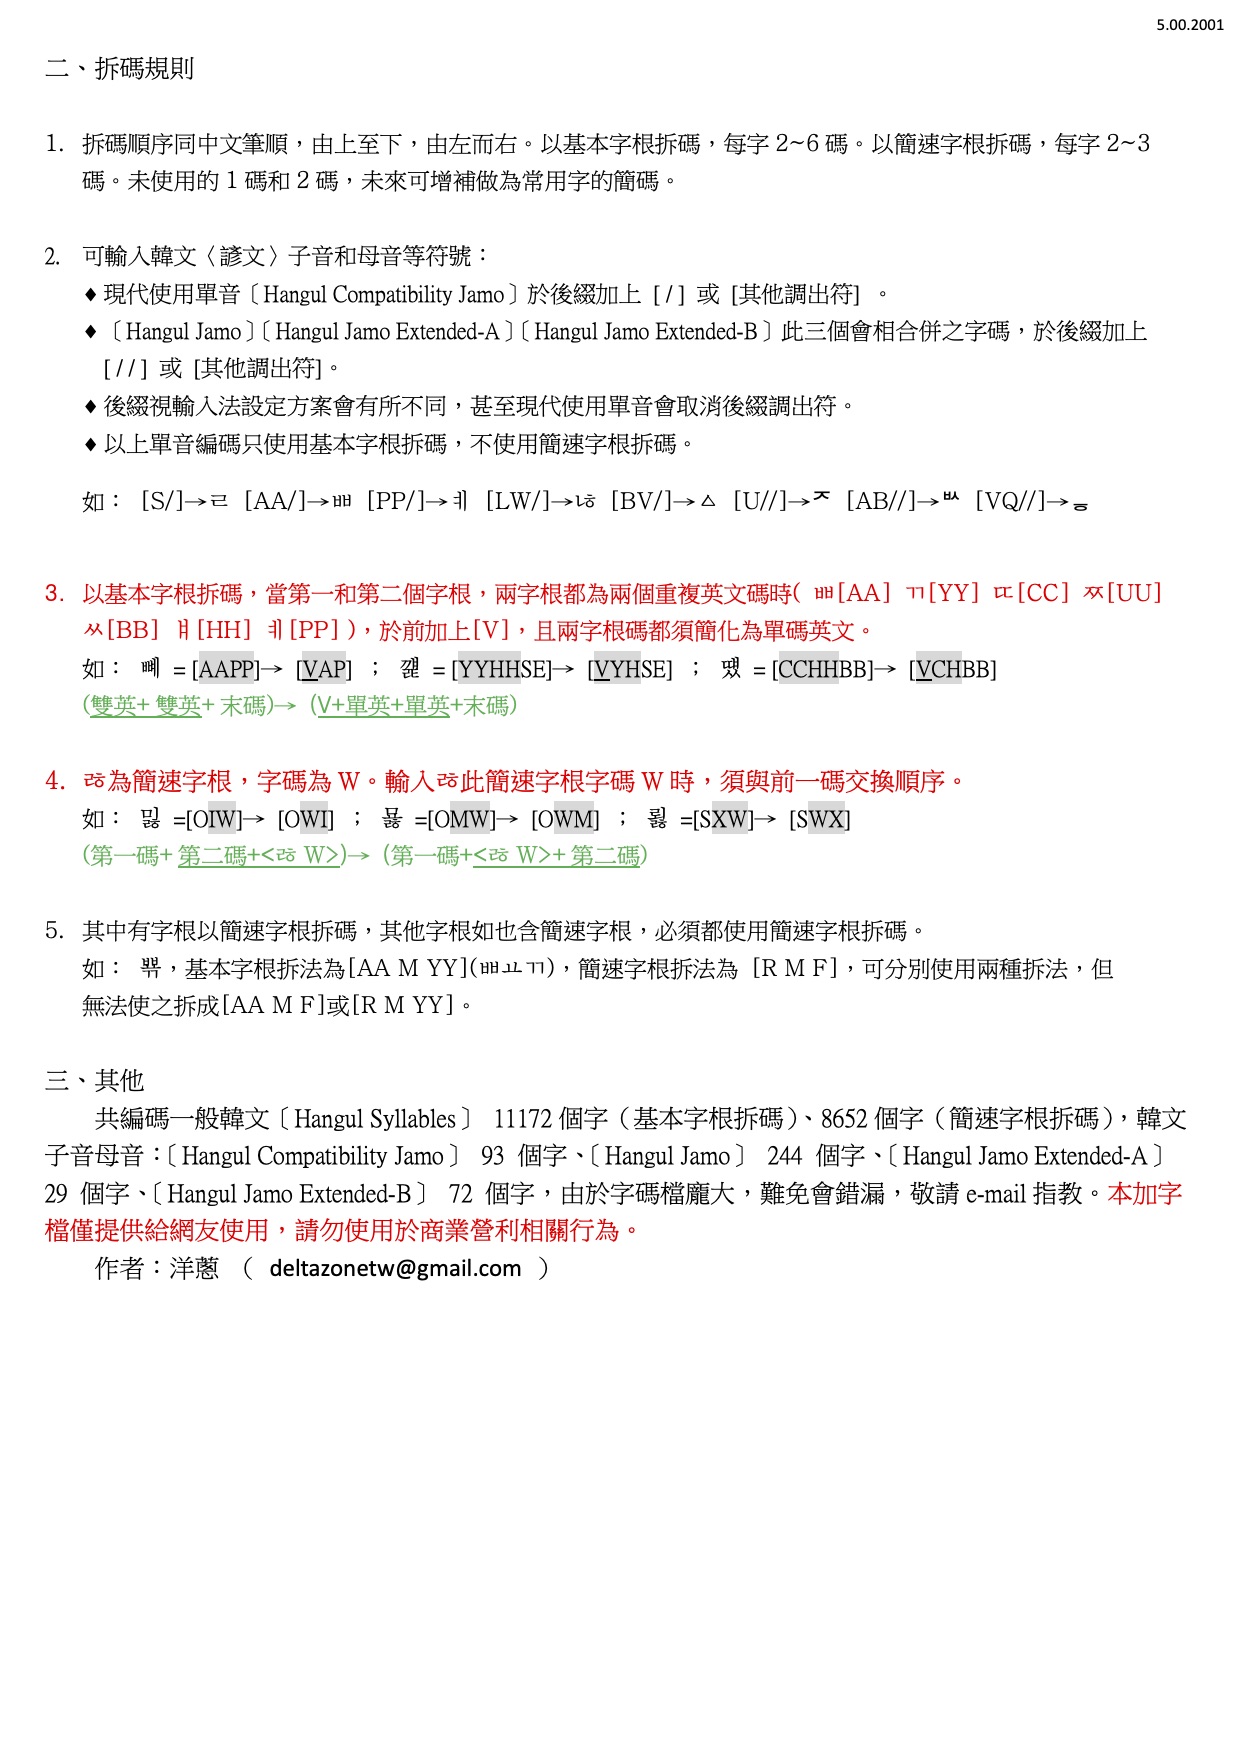 5.00.2001
二、拆碼規則
1. 拆碼順序同中文筆順，由上至下，由左而右。以基本字根拆碼，每字 2~6 碼。以簡速字根拆碼，每字 2~3
碼。未使用的 1 碼和 2 碼，未來可增補做為常用字的簡碼。
2. 可輸入韓文〈諺文〉子音和母音等符號：
♦ 現代使用單音〔Hangul Compatibility Jamo〕於後綴加上 [ / ] 或 [其他調出符] 。
♦ 〔Hangul Jamo〕〔Hangul Jamo Extended-A〕〔Hangul Jamo Extended-B〕此三個會相合併之字碼，於後綴加上
[ / / ] 或 [其他調出符]。
♦ 後綴視輸入法設定方案會有所不同，甚至現代使用單音會取消後綴調出符。
♦ 以上單音編碼只使用基本字根拆碼，不使用簡速字根拆碼。
如： [S/]→ㄹ [AA/]→ㅃ [PP/]→ㅖ [LW/]→ㄶ [BV/]→ㅿ [U//]→ᄌ [AB//]→ᄡ [VQ//]→ᇹ
3. 以基本字根拆碼，當第一和第二個字根，兩字根都為兩個重複英文碼時( ㅃ[AA] ㄲ[YY] ㄸ[CC] ㅉ[UU]
ㅆ[BB] ㅒ[HH] ㅖ[PP] )，於前加上[V]，且兩字根碼都須簡化為單碼英文。
如： 뼤 = [AAPP]→ [VAP] ； 꺭 = [YYHHSE]→ [VYHSE] ； 떘 = [CCHHBB]→ [VCHBB]
(雙英+ 雙英+ 末碼)→ (V+單英+單英+末碼)
4. ㅀ為簡速字根，字碼為 W。輸入ㅀ此簡速字根字碼 W 時，須與前一碼交換順序。
如： 밇 =[OIW]→ [OWI] ； 묧 =[OMW]→ [OWM] ； 뤓 =[SXW]→ [SWX]
(第一碼+ 第二碼+<ㅀ W>)→ (第一碼+<ㅀ W>+ 第二碼)
5. 其中有字根以簡速字根拆碼，其他字根如也含簡速字根，必須都使用簡速字根拆碼。
如： 뾲，基本字根拆法為[AA M YY](ㅃㅛㄲ)，簡速字根拆法為 [R M F]，可分別使用兩種拆法，但
無法使之拆成[AA M F]或[R M YY]。
三、其他
共編碼一般韓文〔Hangul Syllables〕 11172 個字（基本字根拆碼）、8652 個字（簡速字根拆碼），韓文
子音母音：〔Hangul Compatibility Jamo〕 93 個字、〔Hangul Jamo〕 244 個字、〔Hangul Jamo Extended-A〕
29 個字、〔Hangul Jamo Extended-B〕 72 個字，由於字碼檔龐大，難免會錯漏，敬請 e-mail 指教。本加字
檔僅提供給網友使用，請勿使用於商業營利相關行為。
作者：洋蔥 （ deltazonetw@gmail.com ）